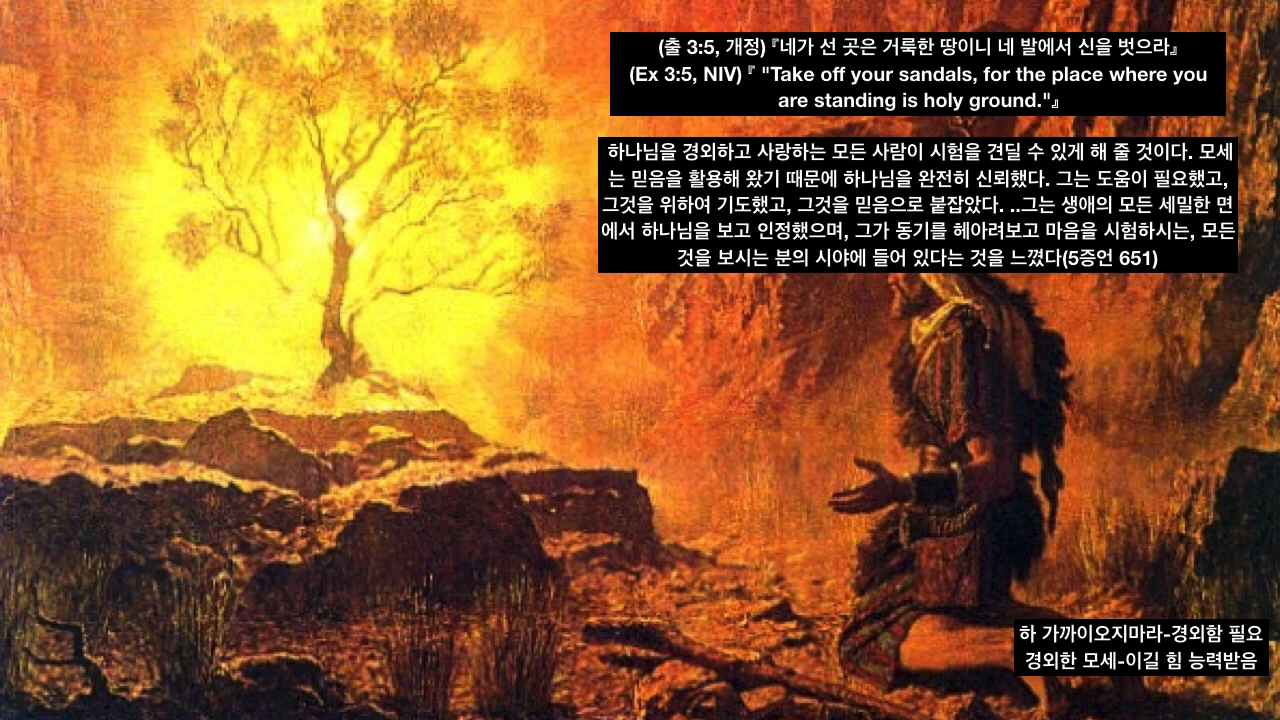 (출 3:5, 개정)『네가 선 곳은 거룩한 땅이니 네 발에서 신을 벗으라』
(Ex 3:5, NIV)『 "Take off your sandals, for the place where you
are standing is holy ground."』
하나님을 경외하고 사랑하는 모든 사람이 시험을 견딜 수 있게 해 줄 것이다. 모세
는 믿음을 활용해 왔기 때문에 하나님을 완전히 신뢰했다. 그는 도움이 필요했고,
그것을 위하여 기도했고, 그것을 믿음으로 붙잡았다. ..그는 생애의 모든 세밀한 면
에서 하나님을 보고 인정했으며, 그가 동기를 헤아려보고 마음을 시험하시는, 모든
것을 보시는 분의 시야에 들어 있다는 것을 느꼈다(5증언 651)
하 가까이오지마라-경외함 필요
경외한 모세-이길 힘 능력받음